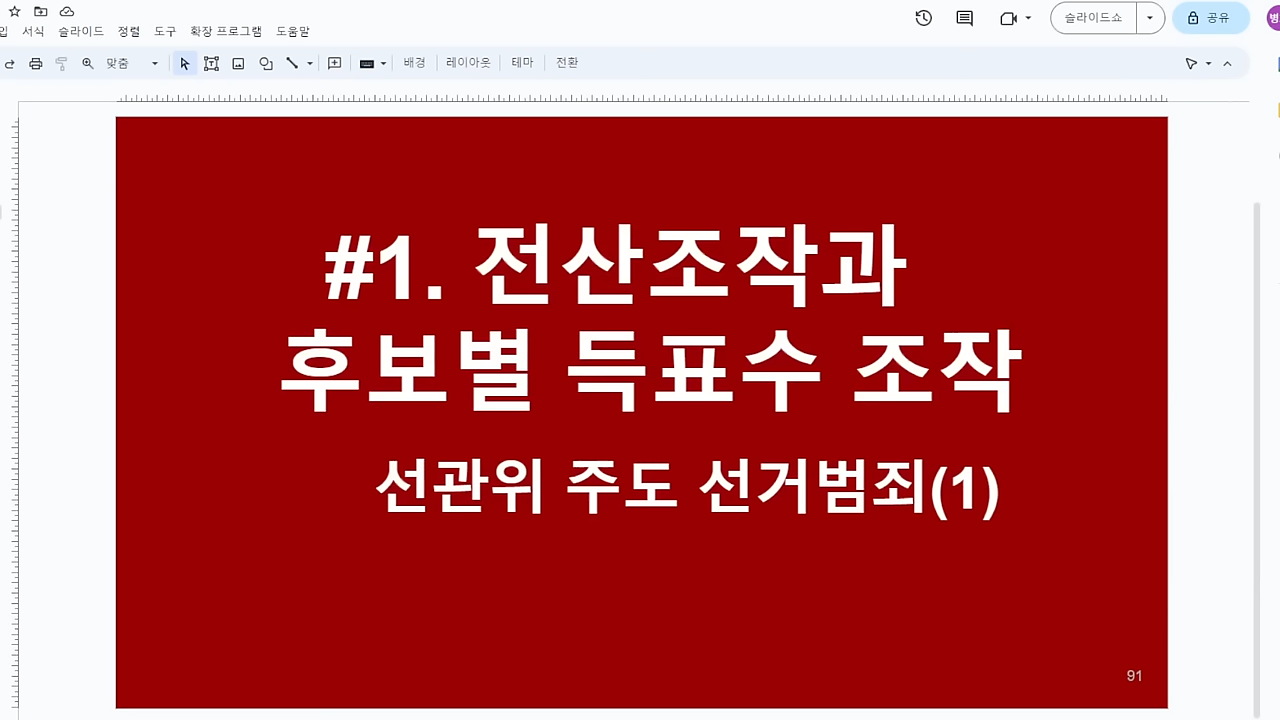 서식 슬라이드 정렬 도구 확장 프로그램 도움말
슬라이드쇼
공유
맞춤
배경 레이아웃 테마 전환
#1. 전산조작과
후보별 득표수 조작
선관위 주도 선거범죄(1)
91